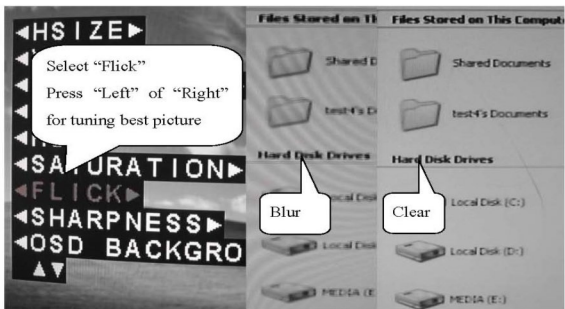 ◄HSIZE►
Select “Flick”
Press “Left” of “Right”
for tuning best picture
◄SATURATION►
◄FLICK►
◄SHARPNESS►
◄OSD BACKGRO
▲▼
Files Stored on Th
Shared D
test4's D
Hard Disk Drives
Blur
Local Disk
Local Disk
MEDIA (E
Files Stored on This Comput
Shared Documents
test4's Documents
Hard Disk Drives
Clear
Local Disk (C:)
Local Disk (D:)
MEDIA (E:)